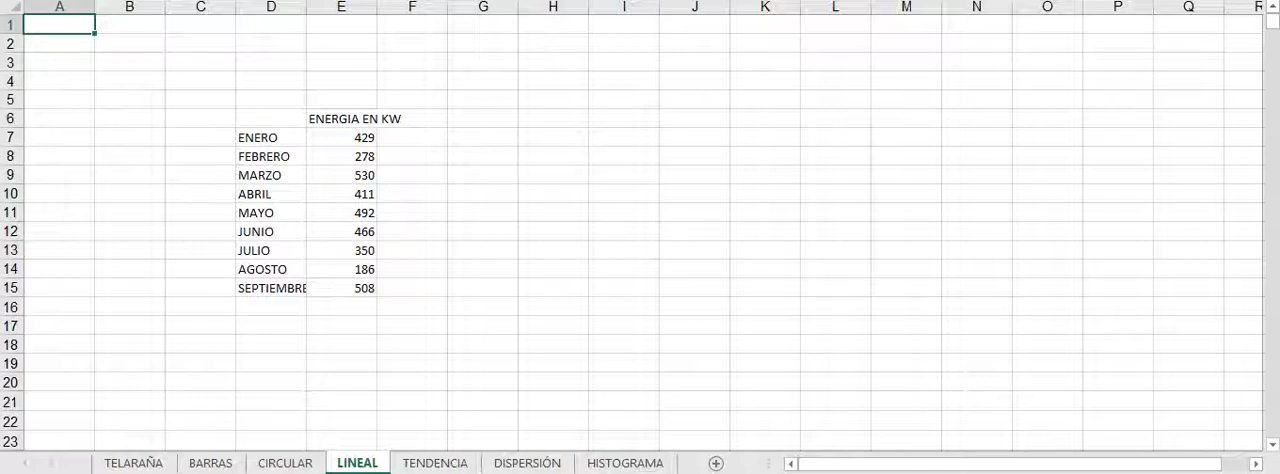 A B C D E F G H I J K L M N O P Q R
1
2
3
4
5
6 ENERGIA EN KW
7 ENERO 429
8 FEBRERO 278
9 MARZO 530
10 ABRIL 411
11 MAYO 492
12 JUNIO 466
13 JULIO 350
14 AGOSTO 186
15 SEPTIEMBRE 508
16
17
18
19
20
21
22
23
TELARAÑA BARRAS CIRCULAR LINEAL TENDENCIA DISPERSIÓN HISTOGRAMA